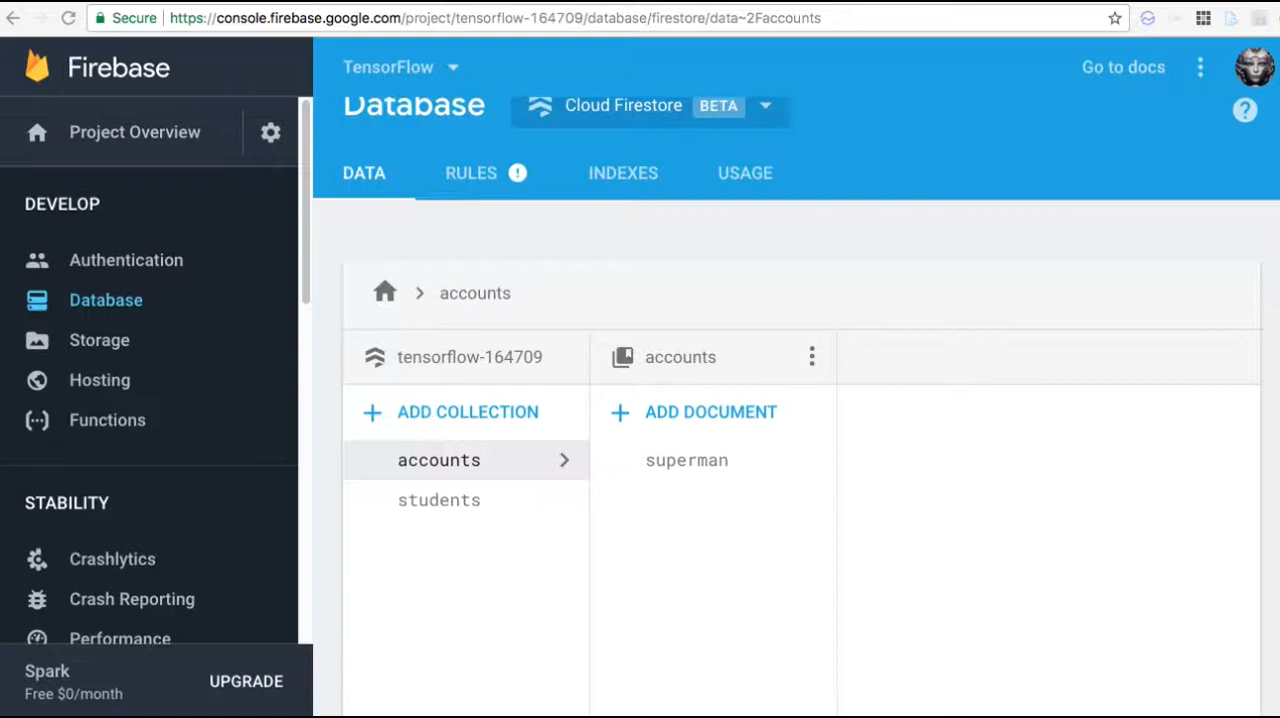 Secure https://console.firebase.google.com/project/tensorflow-164709/database/firestore/data~2Faccounts
Firebase
TensorFlow
Go to docs
Database
Cloud Firestore BETA
Project Overview
DATA
RULES
INDEXES
USAGE
DEVELOP
Authentication
Database
Storage
Hosting
Functions
accounts
tensorflow-164709
accounts
ADD COLLECTION
ADD DOCUMENT
accounts
superman
students
STABILITY
Crashlytics
Crash Reporting
Performance
Spark
Free $0/month
UPGRADE